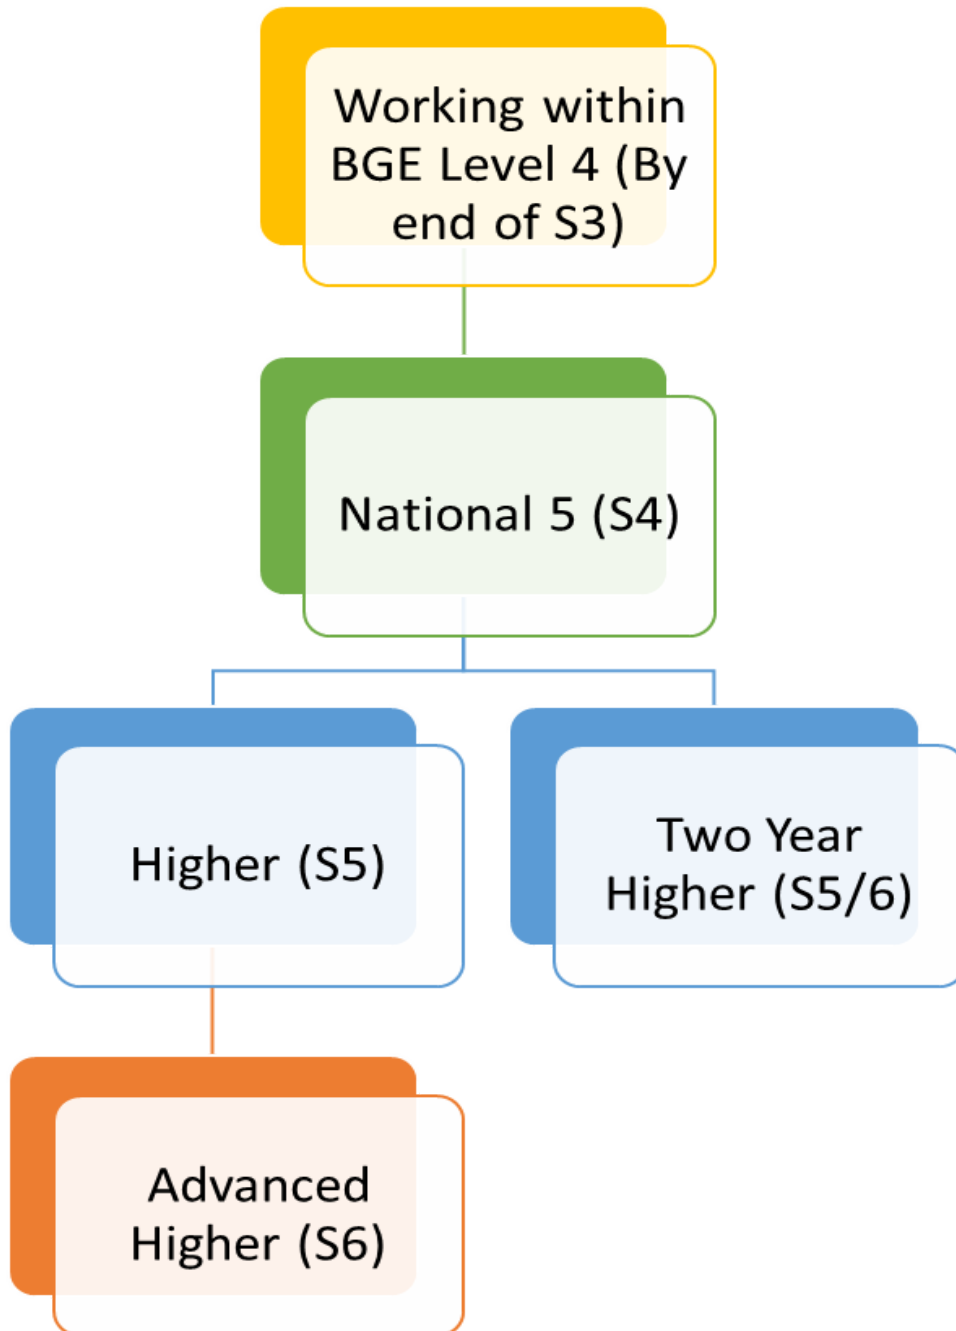 Working within
BGE Level 4 (By
end of S3)
National 5 (S4)
Higher (S5)
Two Year
Higher (S5/6)
Advanced
Higher (S6)